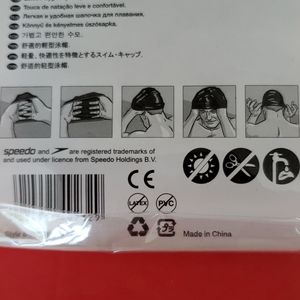 Touca de natação leve e confortável.
Легкая и удобная шапочка для плавания.
Könnyű és kényelmes úszósapka.
가볍고 편안한 수모.
舒適的輕型泳帽.
軽量、快適性を特徴とするスイム・キャップ。
舒适的轻型泳帽.
speedo and are registered trademarks of
and used under licence from Speedo Holdings B.V.
CE
LATEX
PVC
Made in China
Style